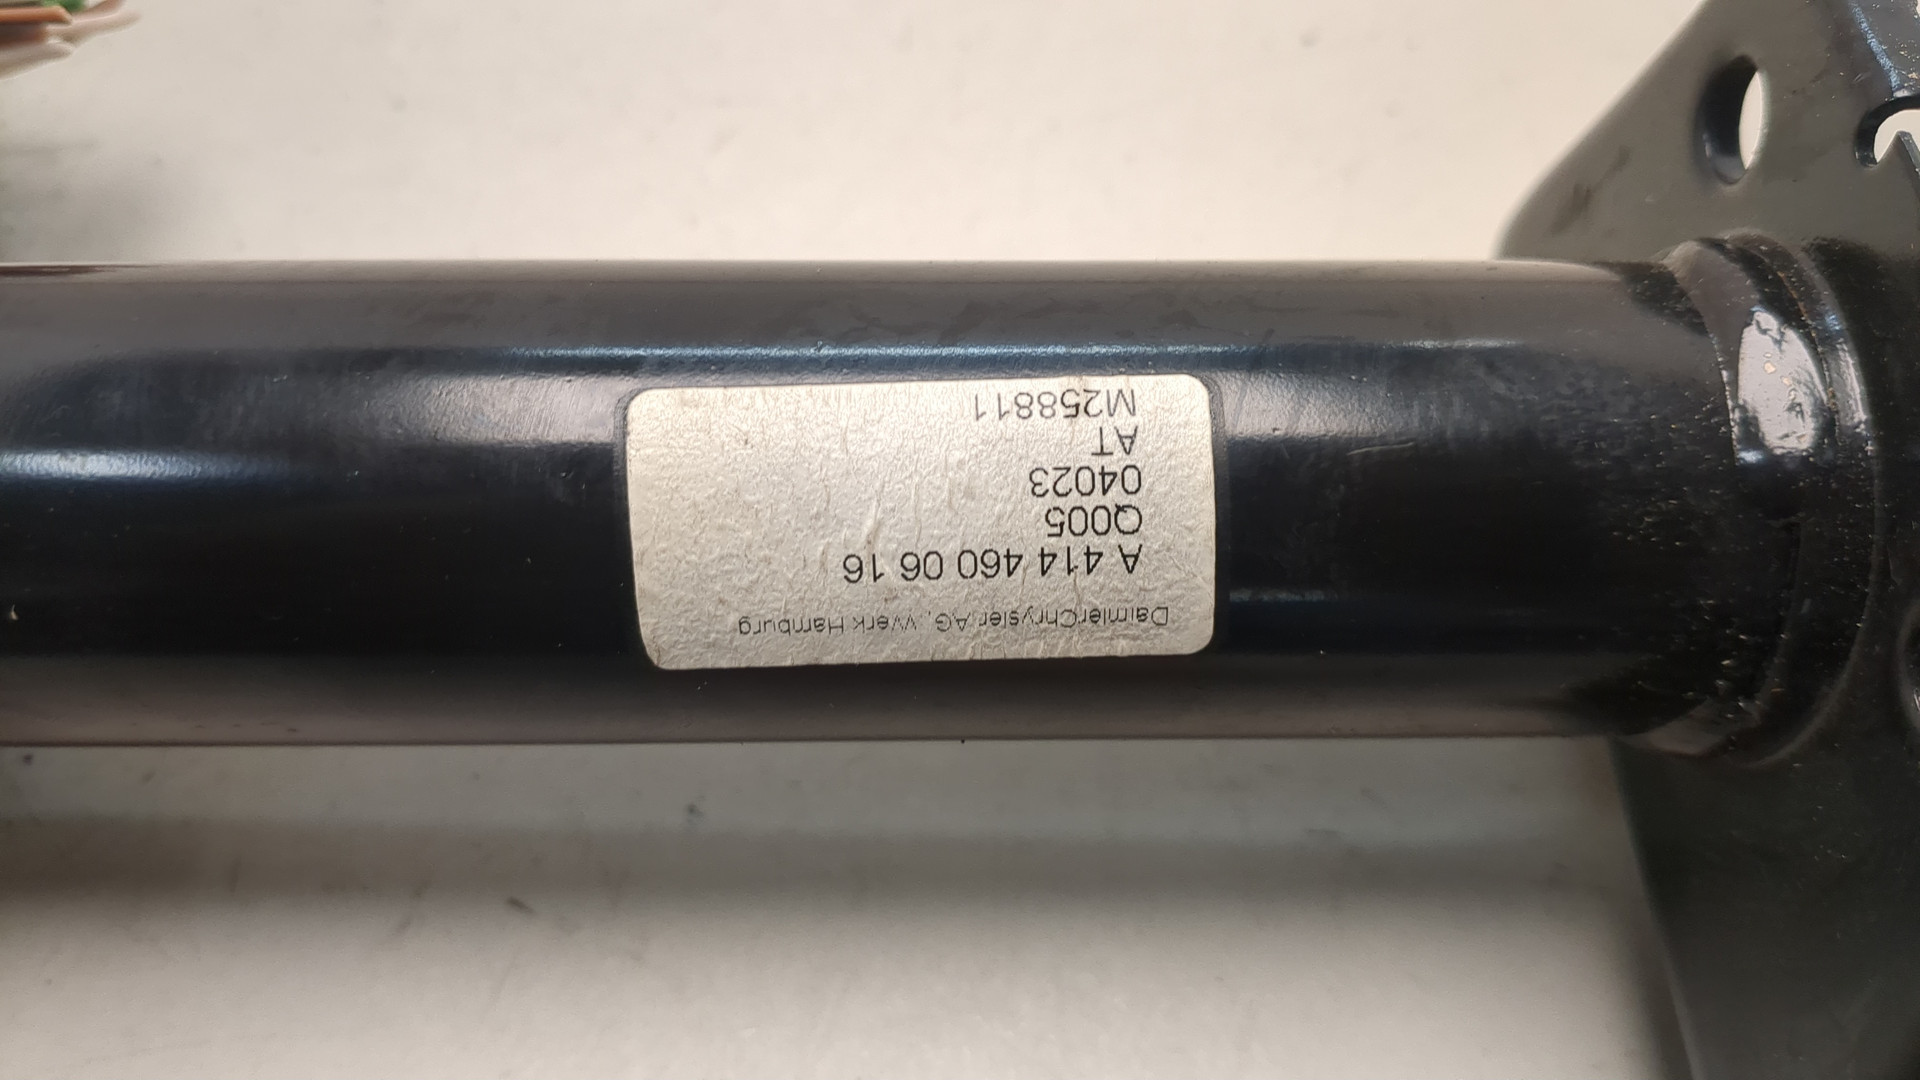 DaimlerChrysler AG, Werk Hamburg
A 414 460 06 16
Q005
04023
AT
M258811